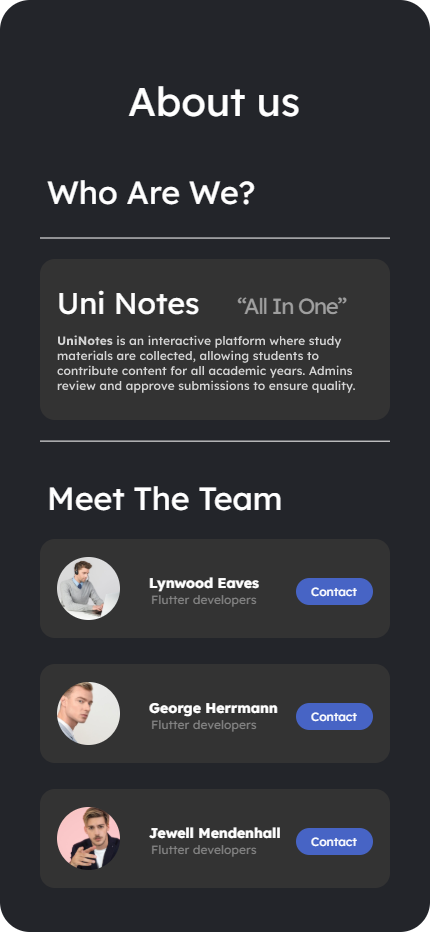 About us
Who Are We?
Uni Notes “All In One”
UniNotes is an interactive platform where study
materials are collected, allowing students to
contribute content for all academic years. Admins
review and approve submissions to ensure quality.
Meet The Team
Lynwood Eaves
Flutter developers
Contact
George Herrmann
Flutter developers
Contact
Jewell Mendenhall
Flutter developers
Contact